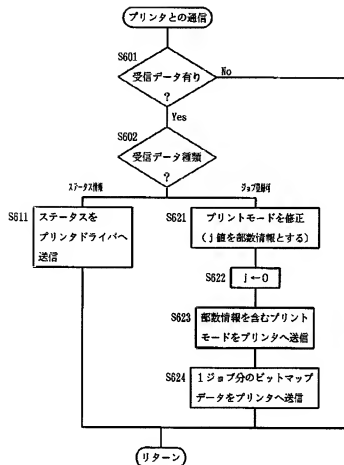 プリンタとの通信
S601
受信データ有り
?
No
Yes
S602
受信データ種類
?
ステータス情報
ジョブ登録可
S611
ステータスを
プリンタドライバへ
送信
S621
プリントモードを修正
(j値を部数情報とする)
S622
j←0
S623
部数情報を含むプリント
モードをプリンタへ送信
S624
1ジョブ分のビットマップ
データをプリンタへ送信
リターン